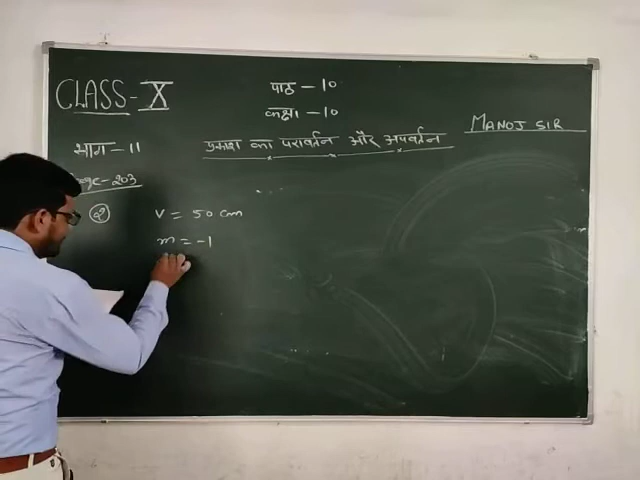 CLASS-X
पाठ - 10
कक्षा - 10
MANOJ SIR
भाग - 11
प्रकाश का परावर्तन और अपवर्तन
Page-203
२
v = 50 cm
m = -1